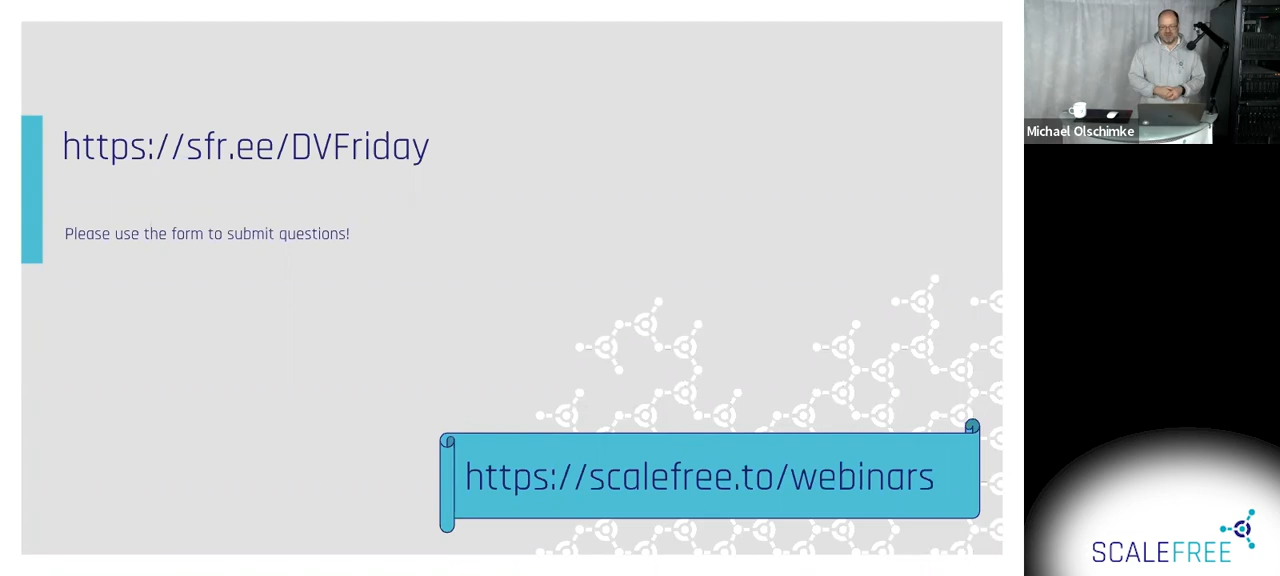 https://sfr.ee/DVFriday
Please use the form to submit questions!
https://scalefree.to/webinars
Michael Olschimke
SCALEFREE